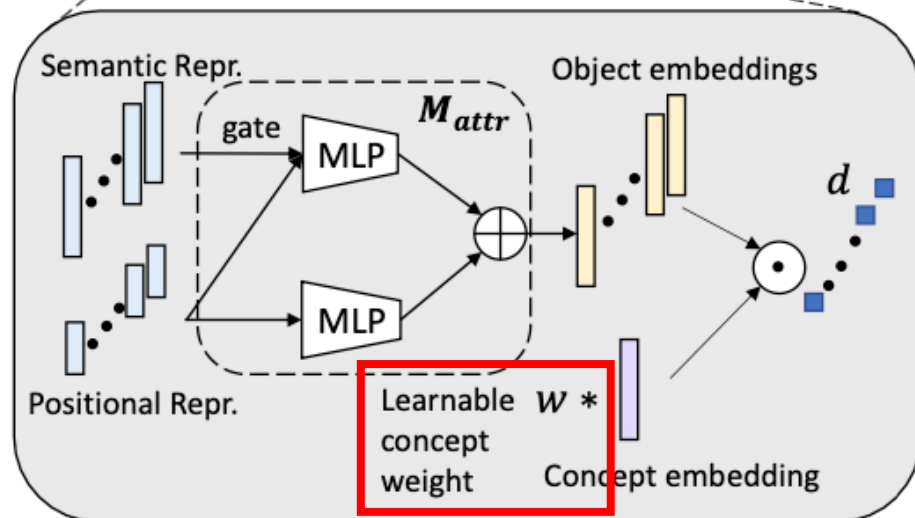 Semantic Repr.
Object embeddings
gate
M_attr
MLP
d
MLP
Positional Repr.
Learnable w *
concept
weight
Concept embedding